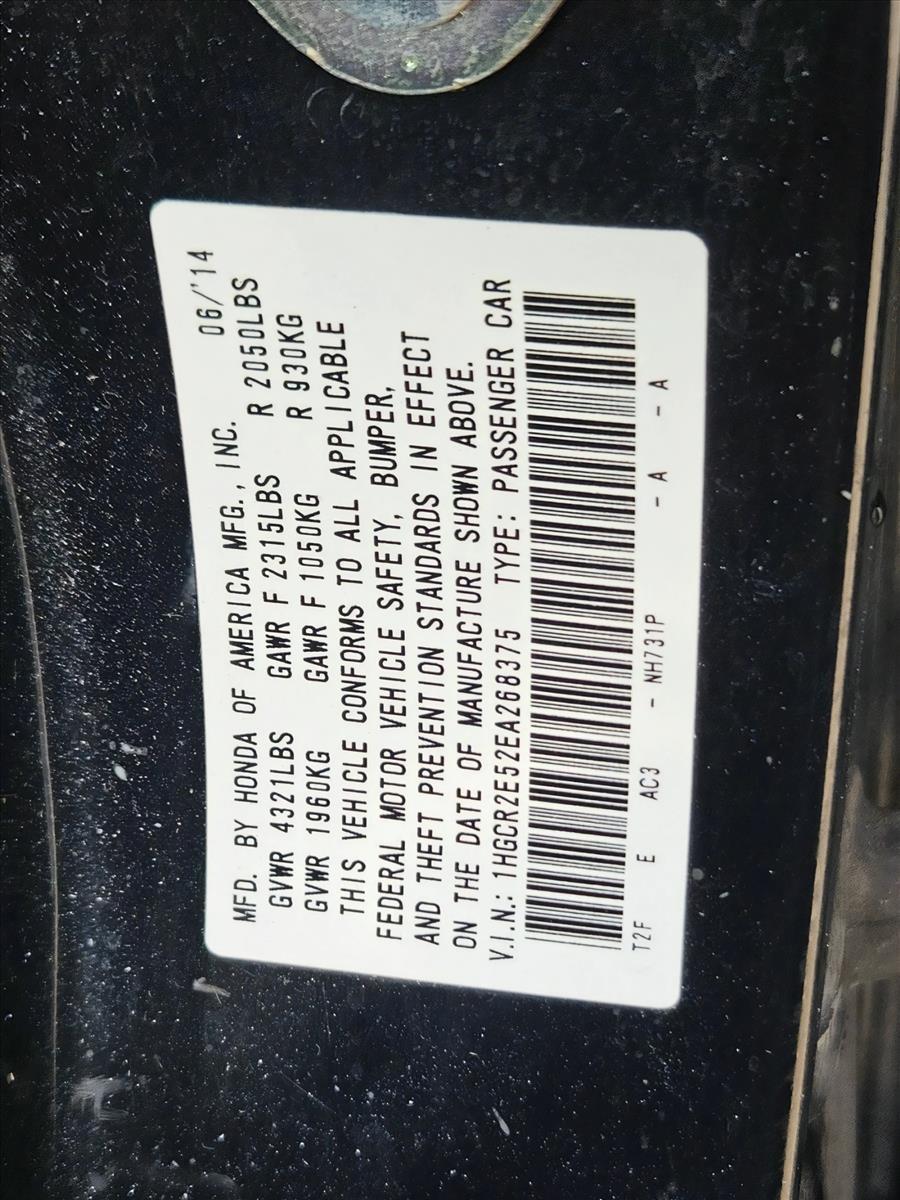 MFD. BY HONDA OF AMERICA MFG., INC. 06/'14
GVWR 4321LBS GAWR F 2315LBS R 2050LBS
GVWR 1960KG GAWR F 1050KG R 930KG
THIS VEHICLE CONFORMS TO ALL APPLICABLE
FEDERAL MOTOR VEHICLE SAFETY, BUMPER,
AND THEFT PREVENTION STANDARDS IN EFFECT
ON THE DATE OF MANUFACTURE SHOWN ABOVE.
V.I.N.: 1HGCR2E52EA268375 TYPE: PASSENGER CAR
T2F E AC3 - NH731P - A - A